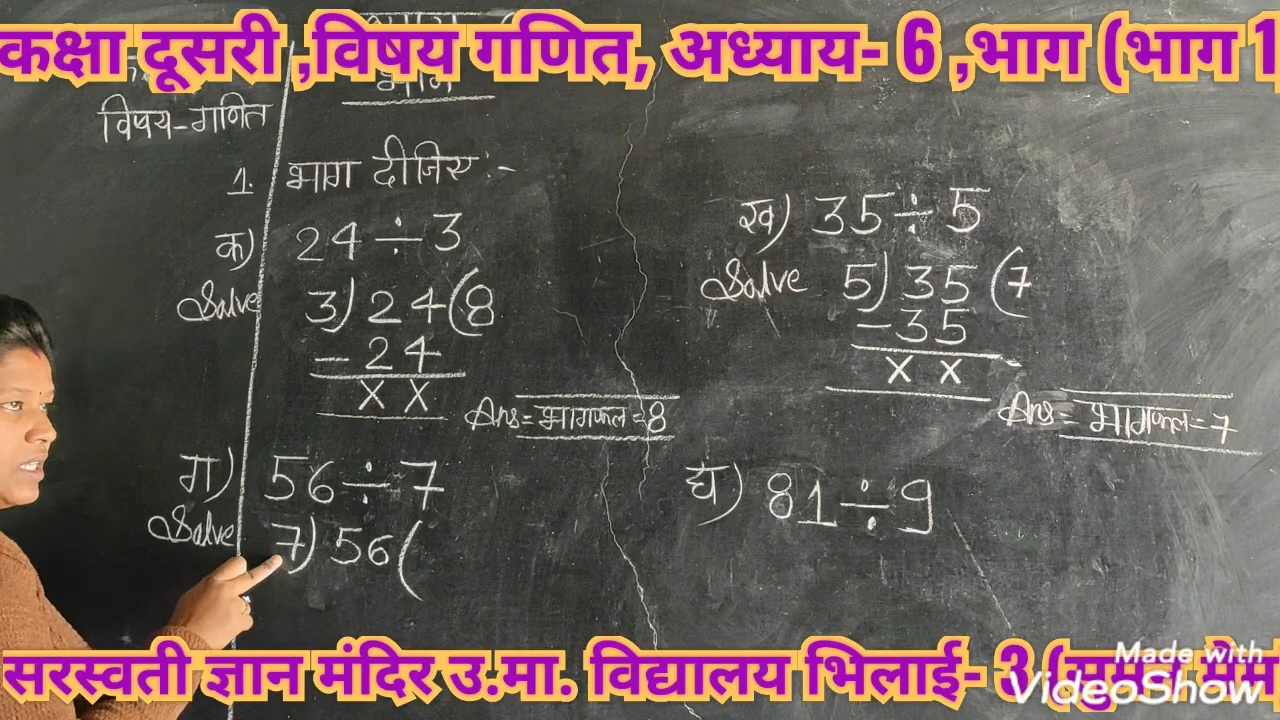 कक्षा दूसरी ,विषय गणित, अध्याय- 6 ,भाग (भाग 1
विषय-गणित
1. भाग दीजिए:-
क) 24 ÷ 3
Solve 3) 24 (8
-24
x x
Ans = भागफल = 8
ख) 35 ÷ 5
Solve 5) 35 (7
-35
x x
Ans = भागफल = 7
ग) 56 ÷ 7
Solve 7) 56 (
घ) 81 ÷ 9
सरस्वती ज्ञान मंदिर उ.मा. विद्यालय भिलाई- 3
Made with
VideoShow